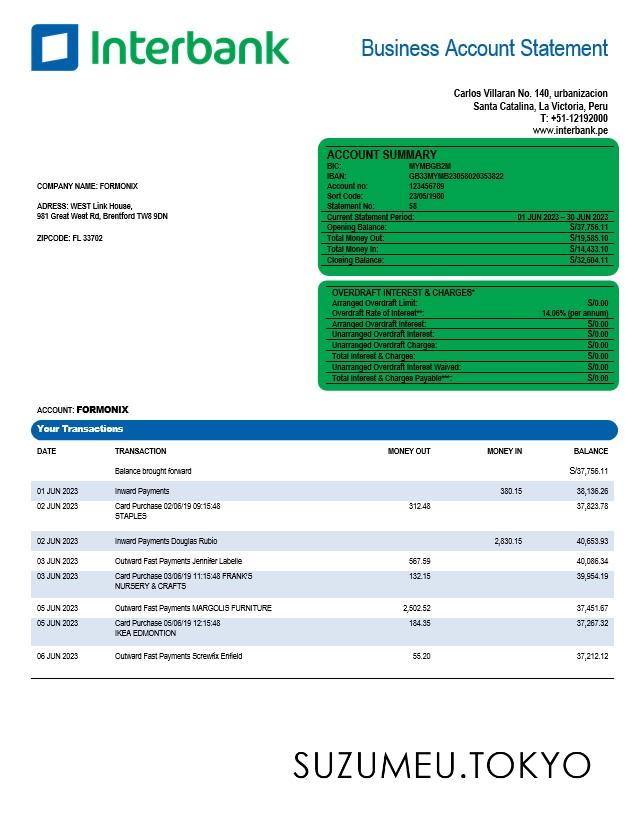 Interbank
Business Account Statement
Carlos Villaran No. 140, urbanizacion
Santa Catalina, La Victoria, Peru
T: +51-12192000
www.interbank.pe
COMPANY NAME: FORMONIX
ADRESS: WEST Link House,
981 Great West Rd, Brentford TW8 9DN
ZIPCODE: FL 33702
ACCOUNT SUMMARY
BIC: MYMBGB2M
IBAN: GB33MYMB23058020353822
Account no: 123456789
Sort Code: 23/05/1980
Statement No: 58
Current Statement Period: 01 JUN 2023 – 30 JUN 2023
Opening Balance: S/37,756.11
Total Money Out: S/19,585.10
Total Money In: S/14,433.10
Closing Balance: S/32,604.11
OVERDRAFT INTEREST & CHARGES*
Arranged Overdraft Limit: S/0.00
Overdraft Rate of Interest**: 14.06% (per annum)
Arranged Overdraft Interest: S/0.00
Unarranged Overdraft Interest: S/0.00
Unarranged Overdraft Charges: S/0.00
Total Interest & Charges: S/0.00
Unarranged Overdraft Interest Waived: S/0.00
Total Interest & Charges Payable***: S/0.00
ACCOUNT: FORMONIX
Your Transactions
DATE TRANSACTION MONEY OUT MONEY IN BALANCE
Balance brought forward S/37,756.11
01 JUN 2023 Inward Payments 380.15 38,136.26
02 JUN 2023 Card Purchase 02/06/19 09:15:48 312.48 37,823.78
STAPLES
02 JUN 2023 Inward Payments Douglas Rubio 2,830.15 40,653.93
03 JUN 2023 Outward Fast Payments Jennifer Labelle 567.59 40,086.34
03 JUN 2023 Card Purchase 03/06/19 11:15:48 FRANK'S 132.15 39,954.19
NURSERY & CRAFTS
05 JUN 2023 Outward Fast Payments MARGOLIS FURNITURE 2,502.52 37,451.67
05 JUN 2023 Card Purchase 05/06/19 12:15:48 184.35 37,267.32
IKEA EDMONTION
06 JUN 2023 Outward Fast Payments Screwfix Enfield 55.20 37,212.12
SUZUMEU.TOKYO